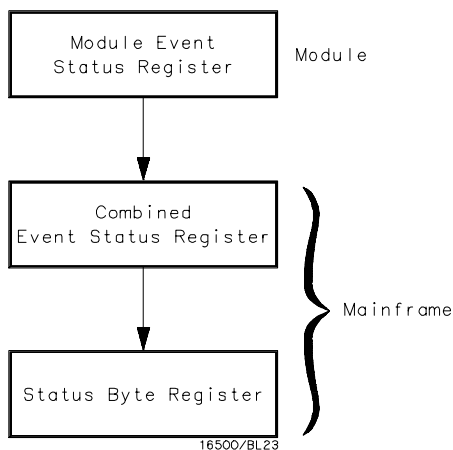 Module Event
Status Register
Module
Combined
Event Status Register
Mainframe
Status Byte Register
16500/BL23